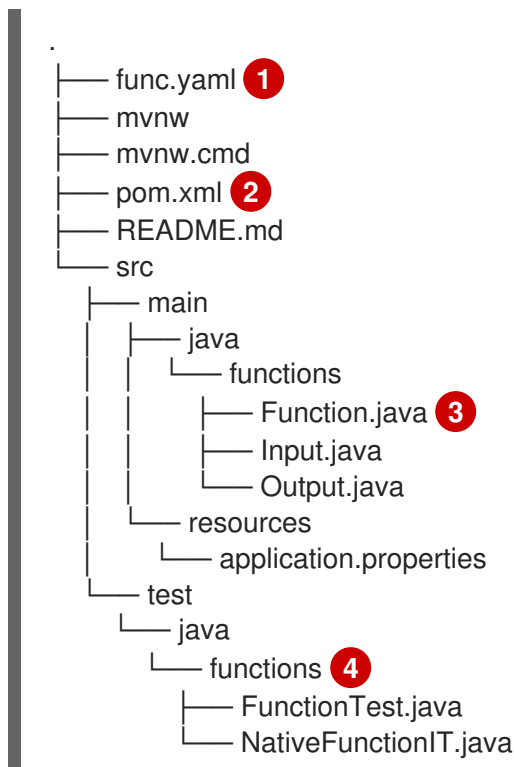 .
├── func.yaml 1
├── mvnw
├── mvnw.cmd
├── pom.xml 2
├── README.md
└── src
    ├── main
    │   ├── java
    │   │   └── functions
    │   │       ├── Function.java 3
    │   │       ├── Input.java
    │   │       └── Output.java
    │   └── resources
    │       └── application.properties
    └── test
        └── java
            └── functions 4
                ├── FunctionTest.java
                └── NativeFunctionIT.java